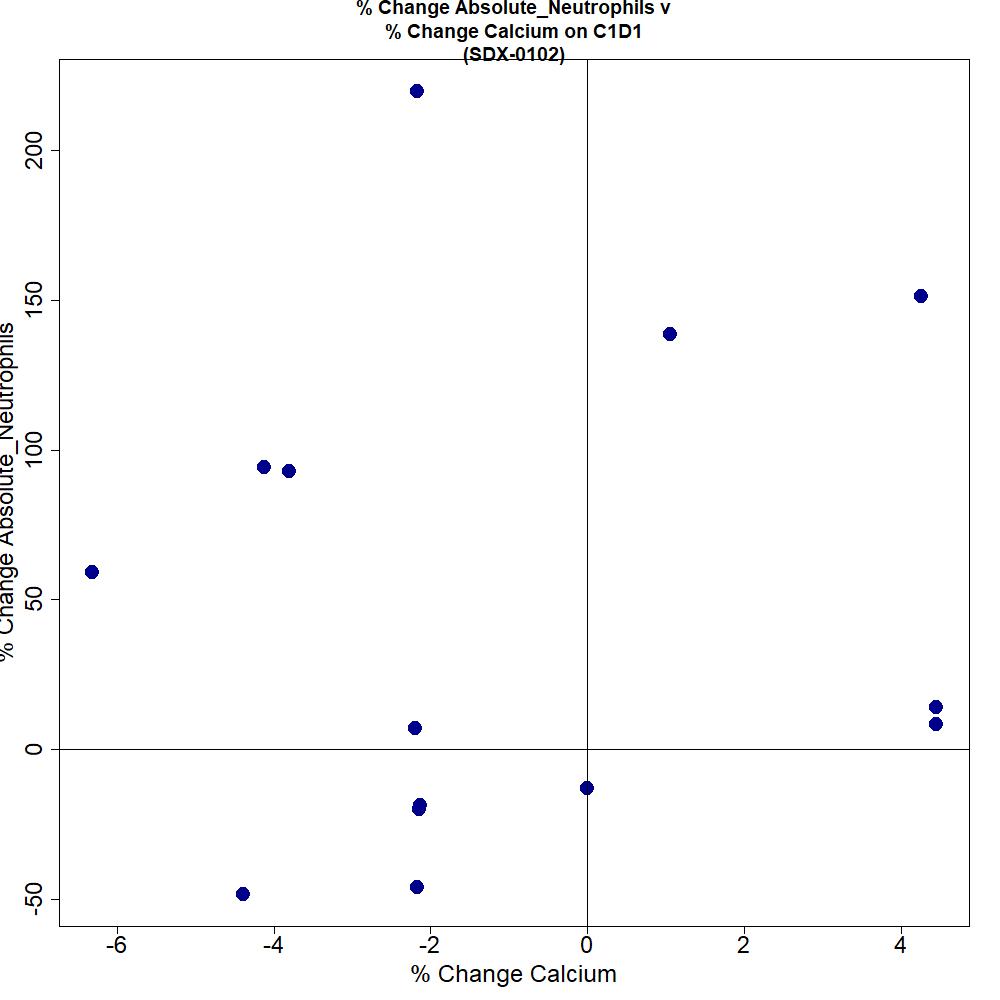 % Change Absolute_Neutrophils v
% Change Calcium on C1D1
(SDX-0102)
% Change Absolute_Neutrophils
200
150
100
50
0
-50
-6
-4
-2
0
2
4
% Change Calcium